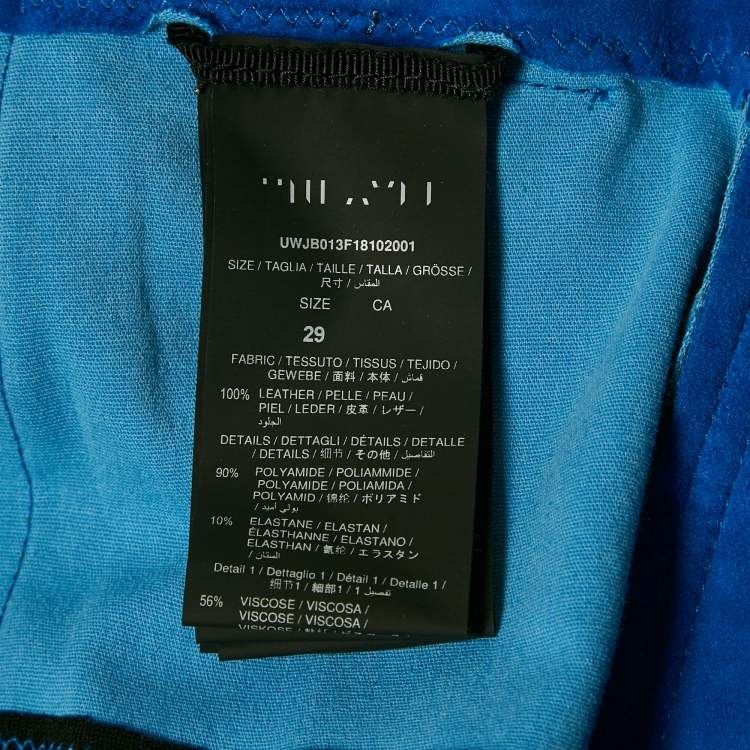 UWJB013F18102001
SIZE / TAGLIA / TAILLE / TALLA / GRÖSSE /
尺寸 / المقاس /
SIZE CA
29
FABRIC / TESSUTO / TISSUS / TEJIDO /
GEWEBE / 面料 / 本体 / قماش /
100% LEATHER / PELLE / PFAU /
PIEL / LEDER / 皮革 / レザー /
الجلود
DETAILS / DETTAGLI / DÉTAILS / DETALLE
/ DETAILS / 细节 / その他 / التفاصيل /
90% POLYAMIDE / POLIAMMIDE /
POLYAMIDE / POLIAMIDA /
POLYAMID / 锦纶 / ポリアミド
/ بولي أميد /
10% ELASTANE / ELASTAN /
ÉLASTHANNE / ELASTANO /
ELASTHAN / 氨纶 / エラスタン
/ الستان /
Detail 1 / Dettaglio 1 / Détail 1 / Detalle 1 /
细节1 / 細部1 / تفصيل 1 /
56% VISCOSE / VISCOSA /
VISCOSE / VISCOSA /
VISKOSE /